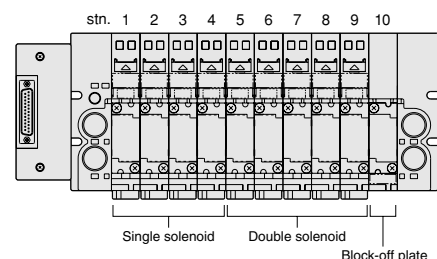 stn. 1 2 3 4 5 6 7 8 9 10
Single solenoid Double solenoid
Block-off plate